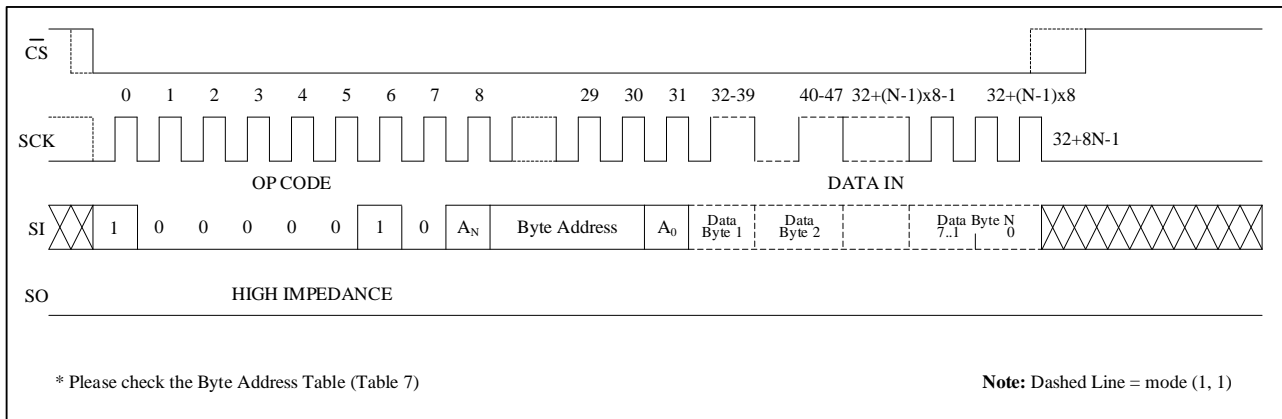 CS
0 1 2 3 4 5 6 7 8 29 30 31 32-39 40-47 32+(N-1)x8-1 32+(N-1)x8
SCK 32+8N-1
OP CODE DATA IN
SI 1 0 0 0 0 0 1 0 AN Byte Address A0 Data Byte 1 Data Byte 2 Data Byte N 7..1 0
SO HIGH IMPEDANCE
* Please check the Byte Address Table (Table 7) Note: Dashed Line = mode (1, 1)